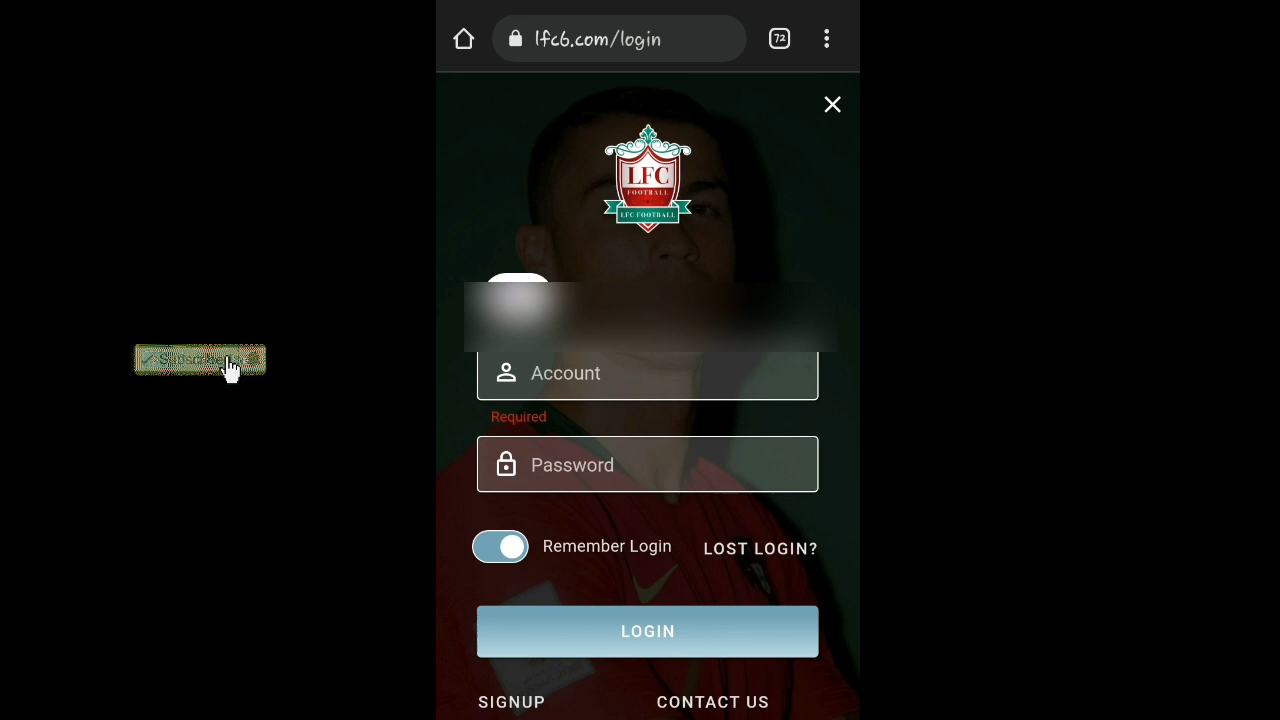 lfc6.com/login
72
LFC
FOOTBALL
LFC FOOTBALL
Account
Required
Password
Remember Login
LOST LOGIN?
LOGIN
SIGNUP
CONTACT US